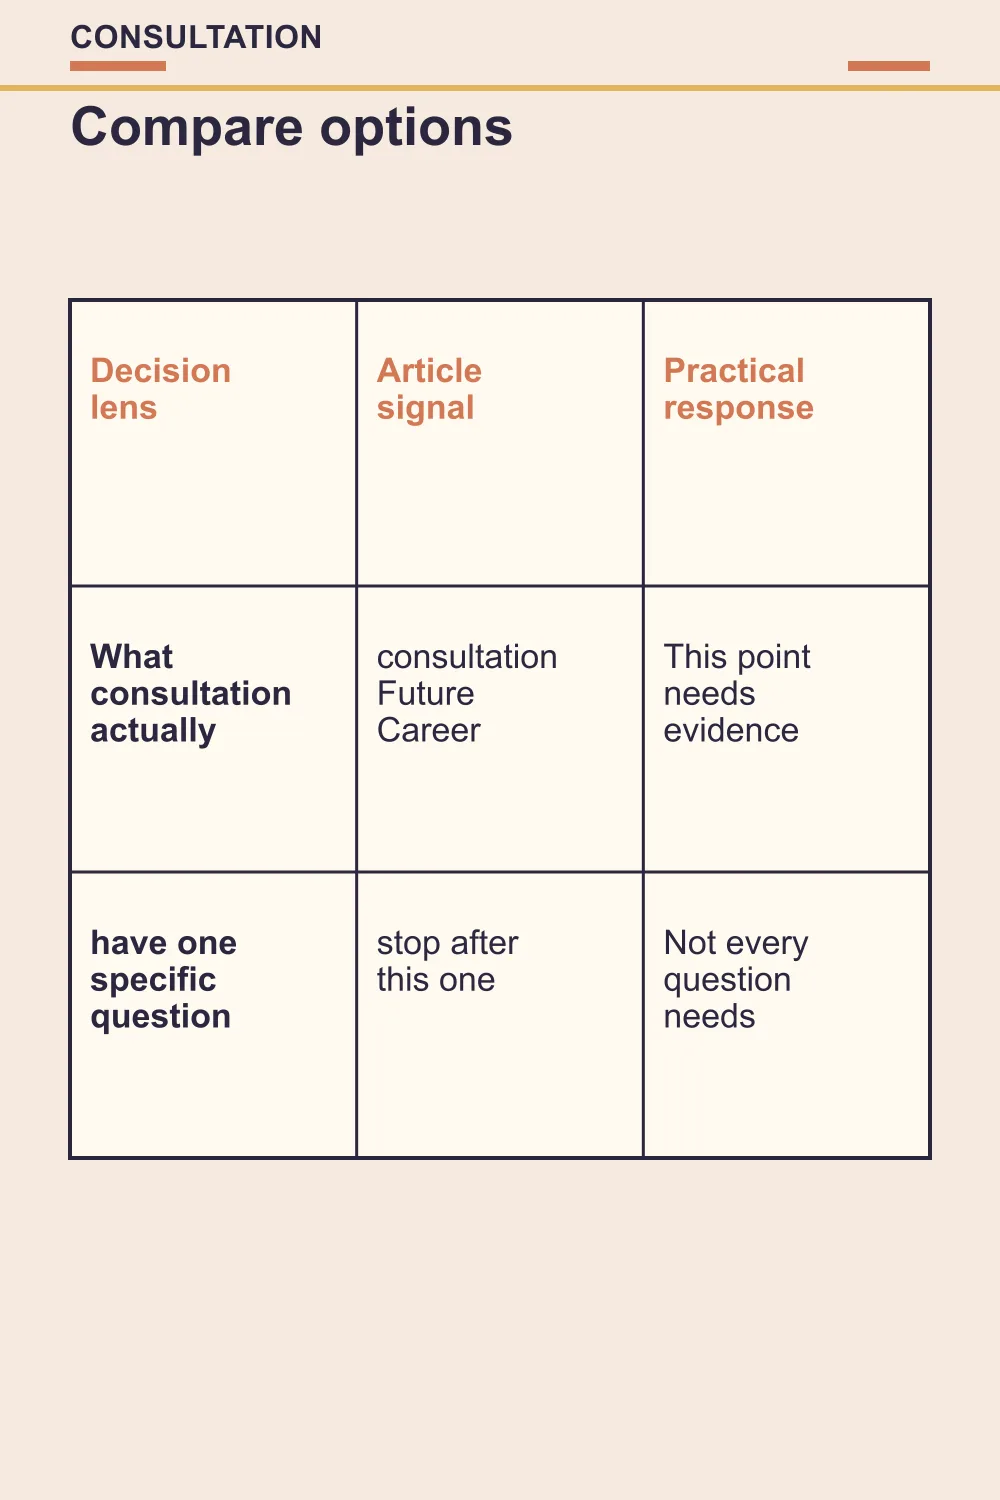 CONSULTATION
Compare options
Decision
lens
Article
signal
Practical
response
What
consultation
actually
consultation
Future
Career
This point
needs
evidence
have one
specific
question
stop after
this one
Not every
question
needs